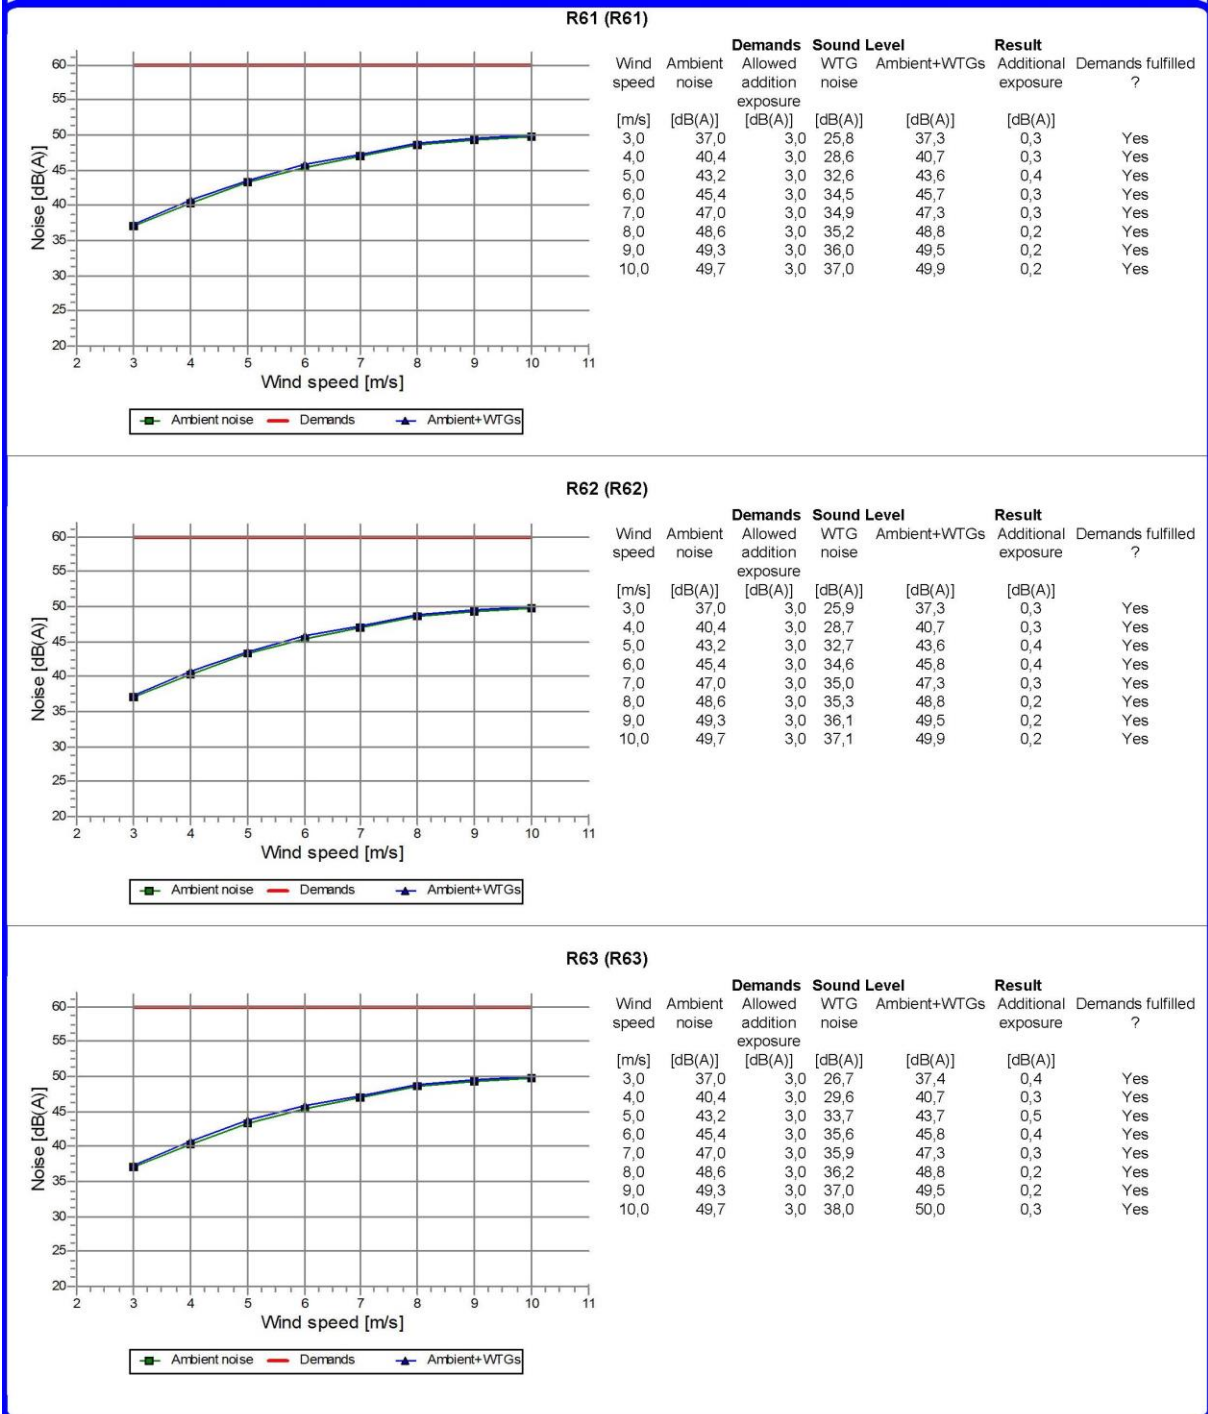 R61 (R61)
Demands Sound Level Result
Wind Ambient Allowed WTG Ambient+WTGs Additional Demands fulfilled
speed noise addition noise exposure ?
exposure
[m/s] [dB(A)] [dB(A)] [dB(A)] [dB(A)] [dB(A)]
3,0 37,0 3,0 25,8 37,3 0,3 Yes
4,0 40,4 3,0 28,6 40,7 0,3 Yes
5,0 43,2 3,0 32,6 43,6 0,4 Yes
6,0 45,4 3,0 34,5 45,7 0,3 Yes
7,0 47,0 3,0 34,9 47,3 0,3 Yes
8,0 48,6 3,0 35,2 48,8 0,2 Yes
9,0 49,3 3,0 36,0 49,5 0,2 Yes
10,0 49,7 3,0 37,0 49,9 0,2 Yes
Noise [dB(A)]
60
55
50
45
40
35
30
25
20
2 3 4 5 6 7 8 9 10 11
Wind speed [m/s]
Ambient noise Demands Ambient+WTGs
R62 (R62)
Demands Sound Level Result
Wind Ambient Allowed WTG Ambient+WTGs Additional Demands fulfilled
speed noise addition noise exposure ?
exposure
[m/s] [dB(A)] [dB(A)] [dB(A)] [dB(A)] [dB(A)]
3,0 37,0 3,0 25,9 37,3 0,3 Yes
4,0 40,4 3,0 28,7 40,7 0,3 Yes
5,0 43,2 3,0 32,7 43,6 0,4 Yes
6,0 45,4 3,0 34,6 45,8 0,4 Yes
7,0 47,0 3,0 35,0 47,3 0,3 Yes
8,0 48,6 3,0 35,3 48,8 0,2 Yes
9,0 49,3 3,0 36,1 49,5 0,2 Yes
10,0 49,7 3,0 37,1 49,9 0,2 Yes
Noise [dB(A)]
60
55
50
45
40
35
30
25
20
2 3 4 5 6 7 8 9 10 11
Wind speed [m/s]
Ambient noise Demands Ambient+WTGs
R63 (R63)
Demands Sound Level Result
Wind Ambient Allowed WTG Ambient+WTGs Additional Demands fulfilled
speed noise addition noise exposure ?
exposure
[m/s] [dB(A)] [dB(A)] [dB(A)] [dB(A)] [dB(A)]
3,0 37,0 3,0 26,7 37,4 0,4 Yes
4,0 40,4 3,0 29,6 40,7 0,3 Yes
5,0 43,2 3,0 33,7 43,7 0,5 Yes
6,0 45,4 3,0 35,6 45,8 0,4 Yes
7,0 47,0 3,0 35,9 47,3 0,3 Yes
8,0 48,6 3,0 36,2 48,8 0,2 Yes
9,0 49,3 3,0 37,0 49,5 0,2 Yes
10,0 49,7 3,0 38,0 50,0 0,3 Yes
Noise [dB(A)]
60
55
50
45
40
35
30
25
20
2 3 4 5 6 7 8 9 10 11
Wind speed [m/s]
Ambient noise Demands Ambient+WTGs